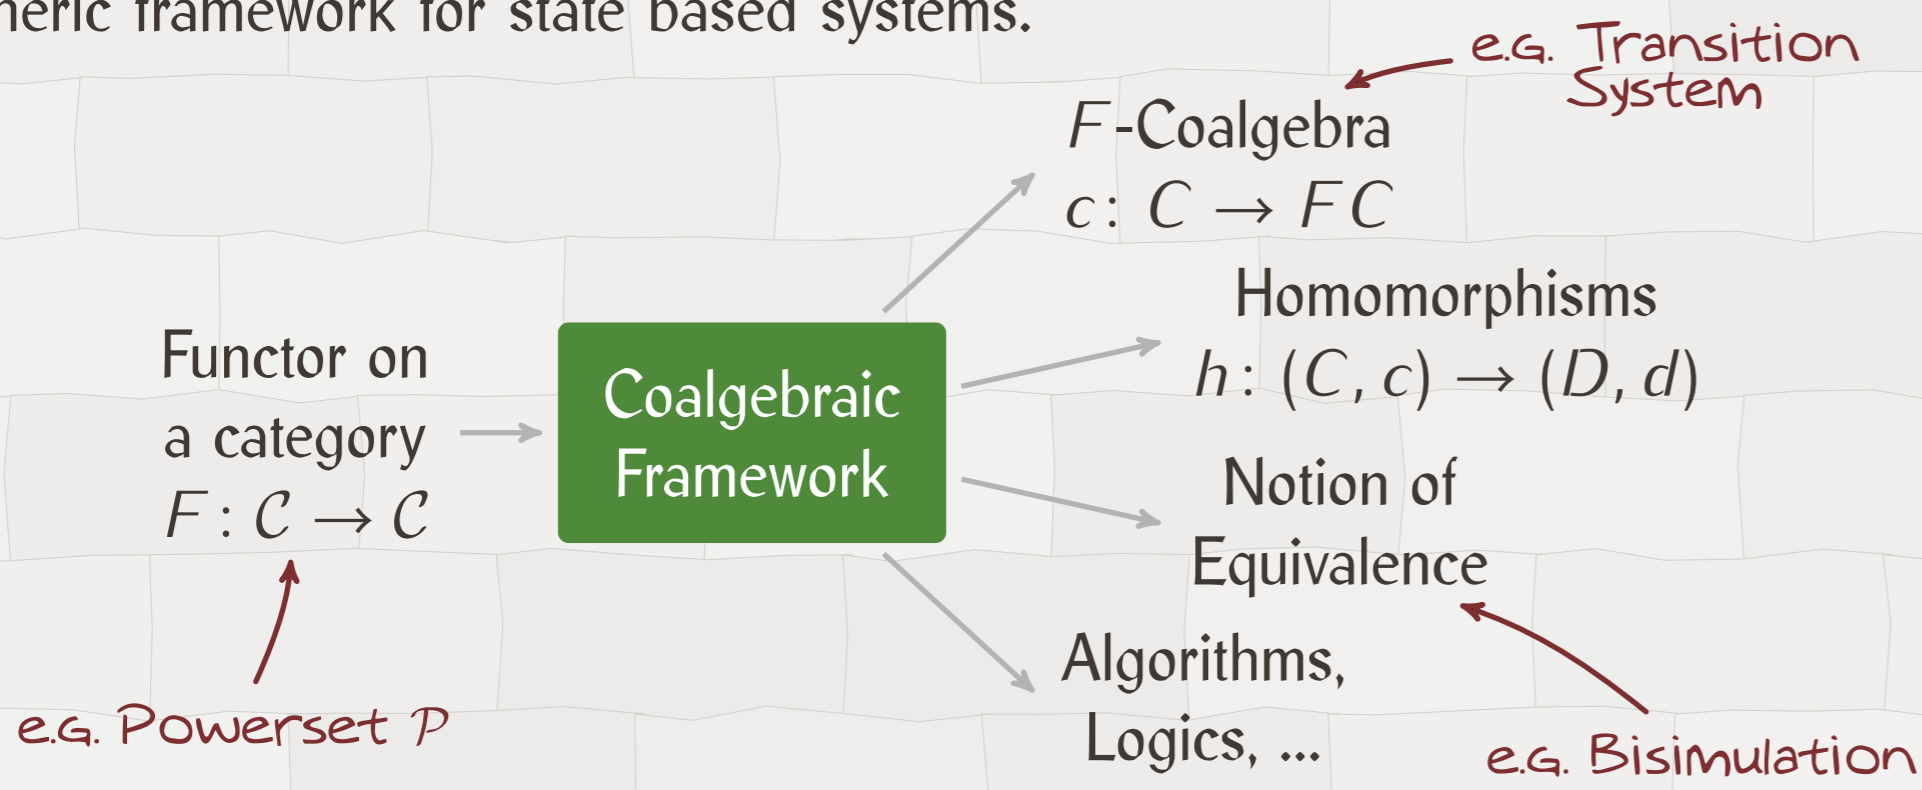 framework for state based systems.
e.g. Transition
System
F-Coalgebra
c: C → FC
Homomorphisms
h: (C, c) → (D, d)
Functor on
a category
F: 𝒞 → 𝒞
Coalgebraic
Framework
Notion of
Equivalence
Algorithms,
Logics, ...
e.g. Powerset 𝒫
e.g. Bisimulation